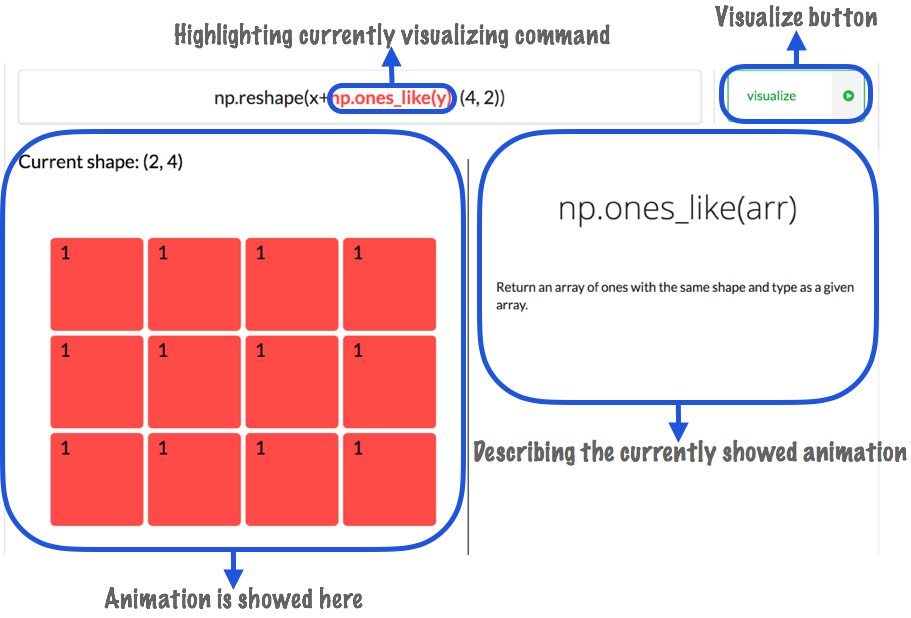 Visualize button
Highlighting currently visualizing command
np.reshape(x+np.ones_like(y) (4, 2))
visualize
Current shape: (2, 4)
np.ones_like(arr)
Return an array of ones with the same shape and type as a given
array.
1 1 1 1
1 1 1 1
1 1 1 1
Describing the currently showed animation
Animation is showed here